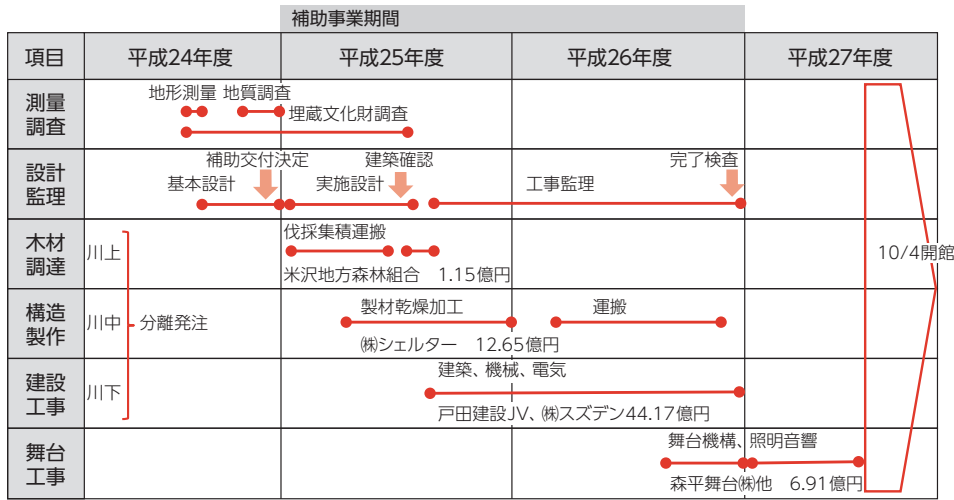 補助事業期間
項目 平成24年度 平成25年度 平成26年度 平成27年度
測量
調査
地形測量 地質調査
埋蔵文化財調査
設計
監理
補助交付決定 建築確認 完了検査
基本設計 実施設計 工事監理
木材
調達
川上
伐採集積運搬
米沢地方森林組合 1.15億円
10/4開館
構造
製作
川中 分離発注
製材乾燥加工 運搬
㈱シェルター 12.65億円
建設
工事
川下
建築、機械、電気
戸田建設JV、㈱スズデン44.17億円
舞台
工事
舞台機構、照明音響
森平舞台㈱他 6.91億円